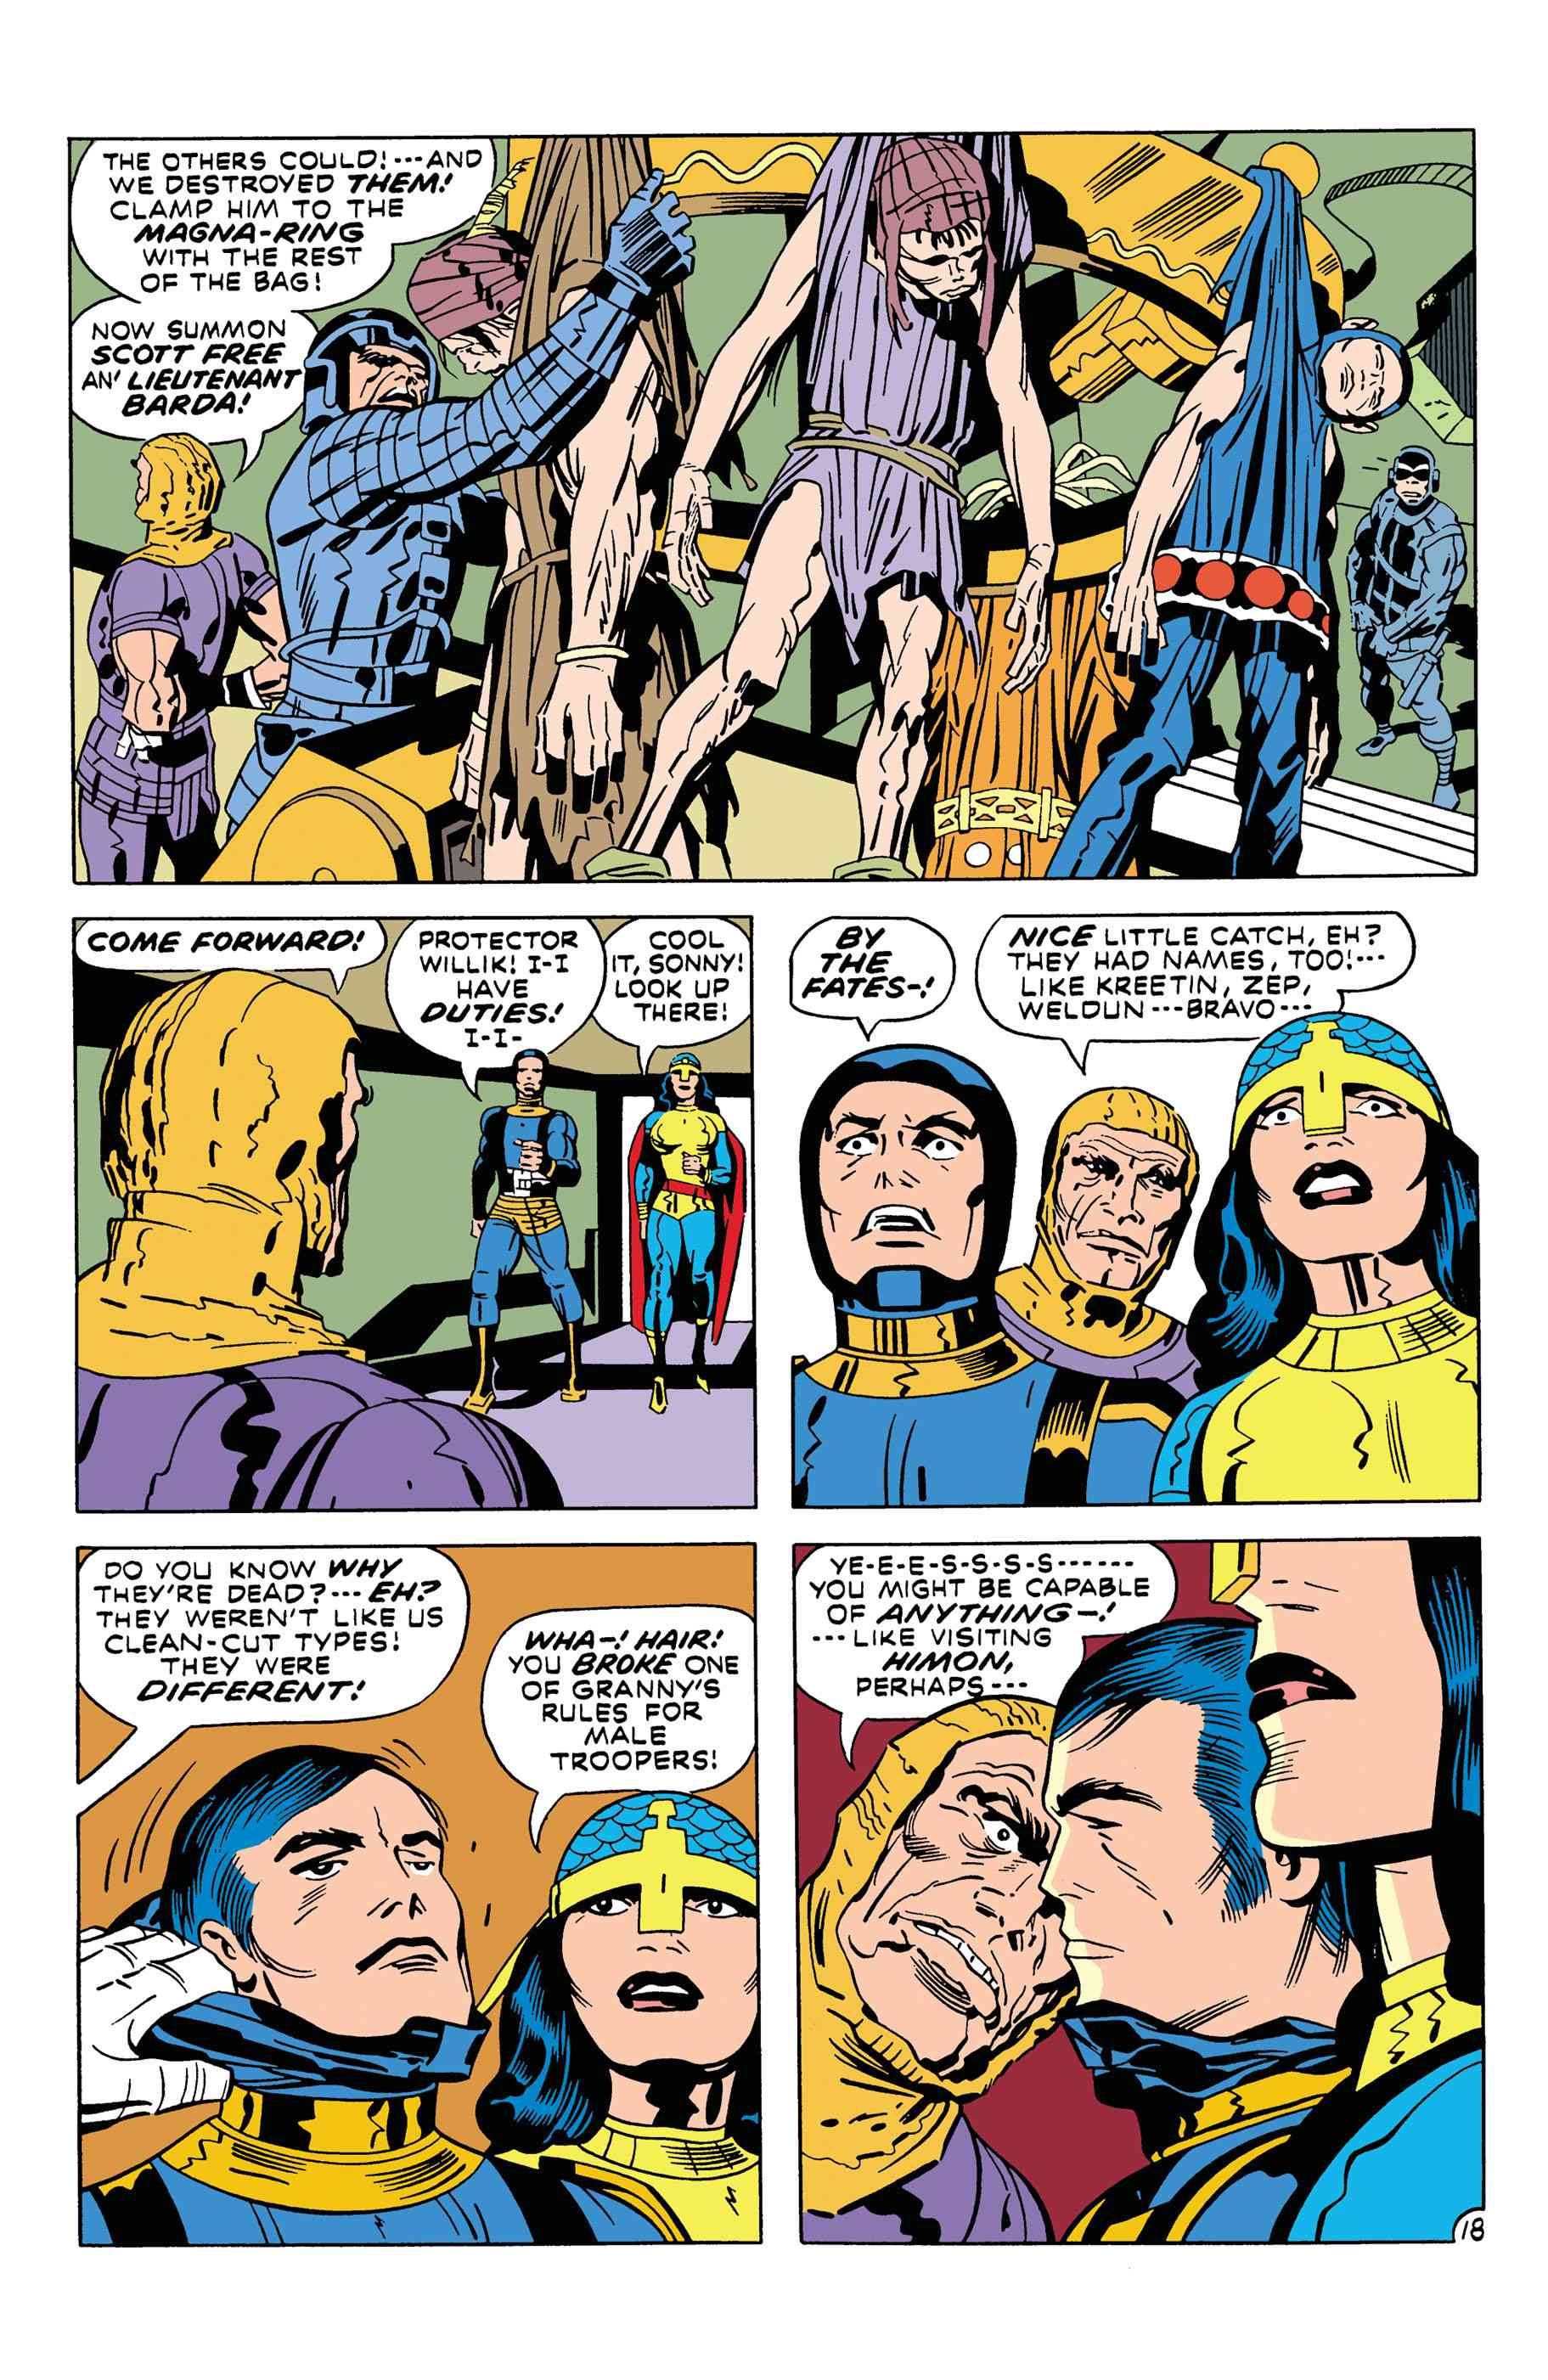 THE OTHERS COULD!---AND
WE DESTROYED THEM!
CLAMP HIM TO THE
MAGNA-RING
WITH THE REST
OF THE BAG!
NOW SUMMON
SCOTT FREE
AN' LIEUTENANT
BARDA!
COME FORWARD!
PROTECTOR
WILLIK! I-I
HAVE
DUTIES!
I-I-
COOL
IT, SONNY!
LOOK UP
THERE!
BY
THE
FATES-!
NICE LITTLE CATCH, EH?
THEY HAD NAMES, TOO!---
LIKE KREETIN, ZEP,
WELDUN---BRAVO---
DO YOU KNOW WHY
THEY'RE DEAD?--- EH?
THEY WEREN'T LIKE US
CLEAN-CUT TYPES!
THEY WERE
DIFFERENT!
WHA-! HAIR!
YOU BROKE ONE
OF GRANNY'S
RULES FOR
MALE
TROOPERS!
YE-E-E-S-S-S-S------
YOU MIGHT BE CAPABLE
OF ANYTHING-!
---LIKE VISITING
HIMON,
PERHAPS---
18